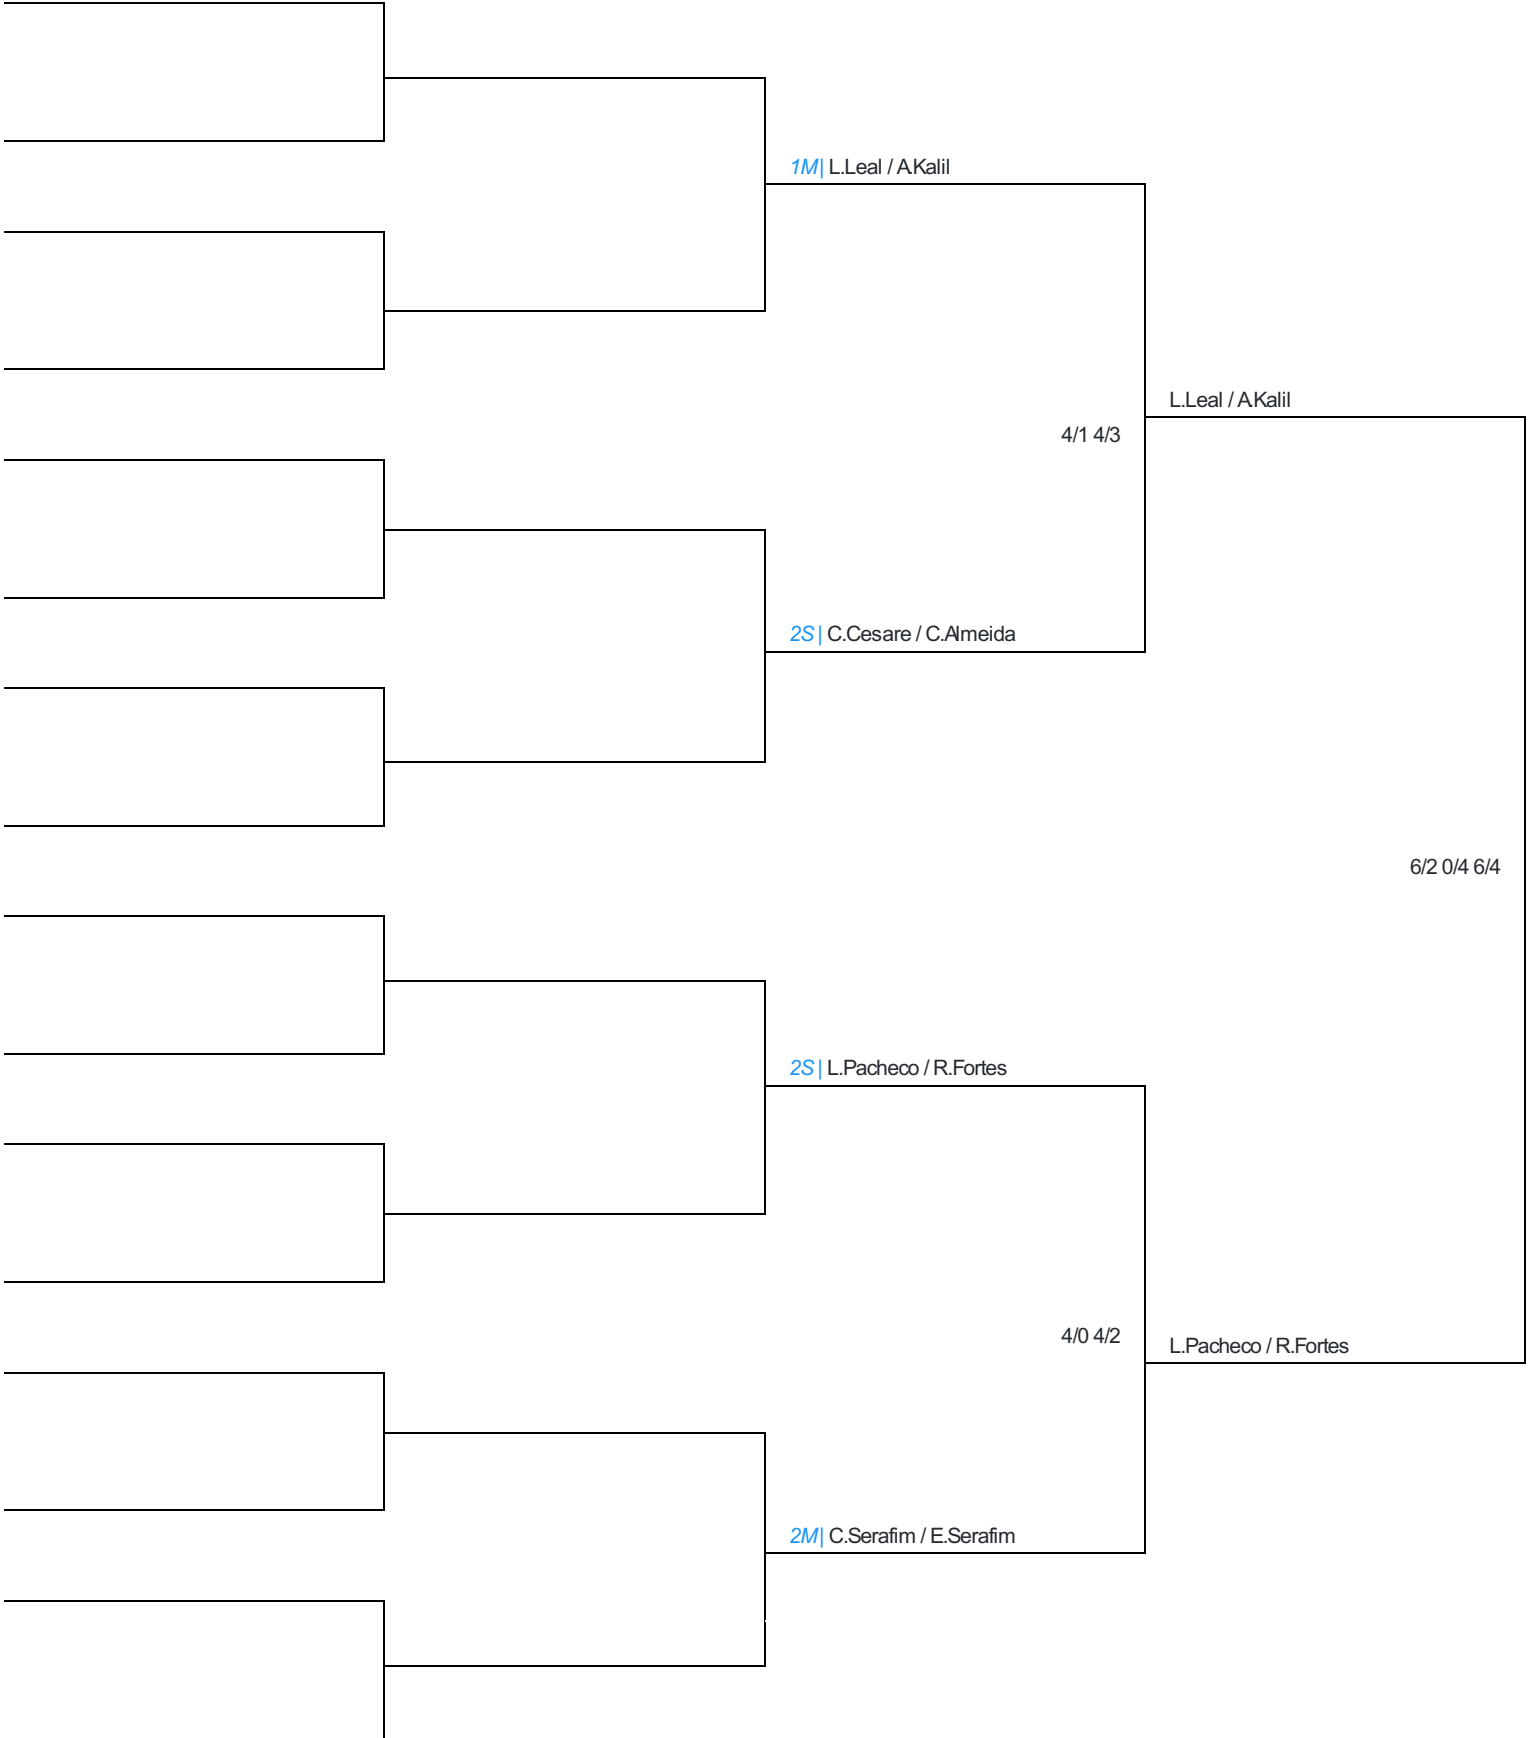 1M| L.Leal / A.Kalil
L.Leal / A.Kalil
4/1 4/3
2S| C.Cesare / C.Almeida
6/2 0/4 6/4
2S| L.Pacheco / R.Fortes
4/0 4/2
L.Pacheco / R.Fortes
2M| C.Serafim / E.Serafim